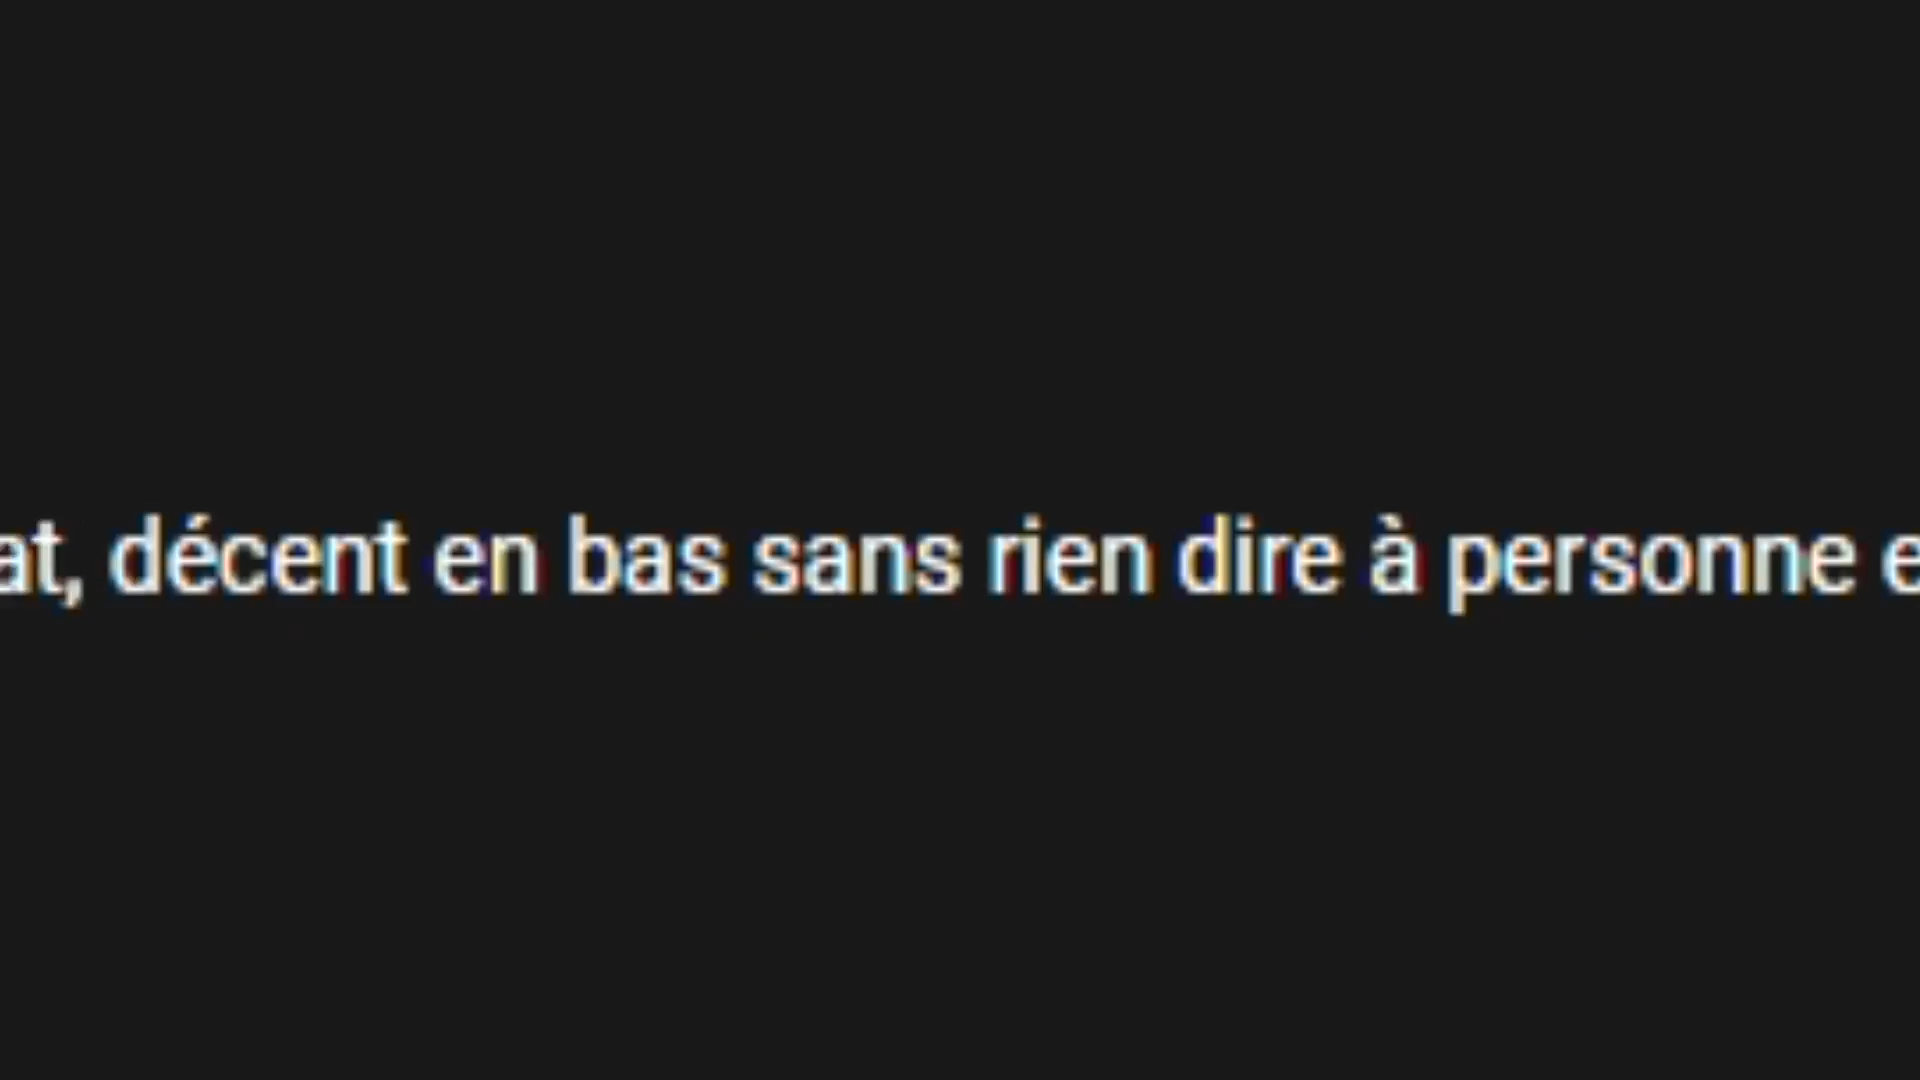 at, décent en bas sans rien dire à personne e